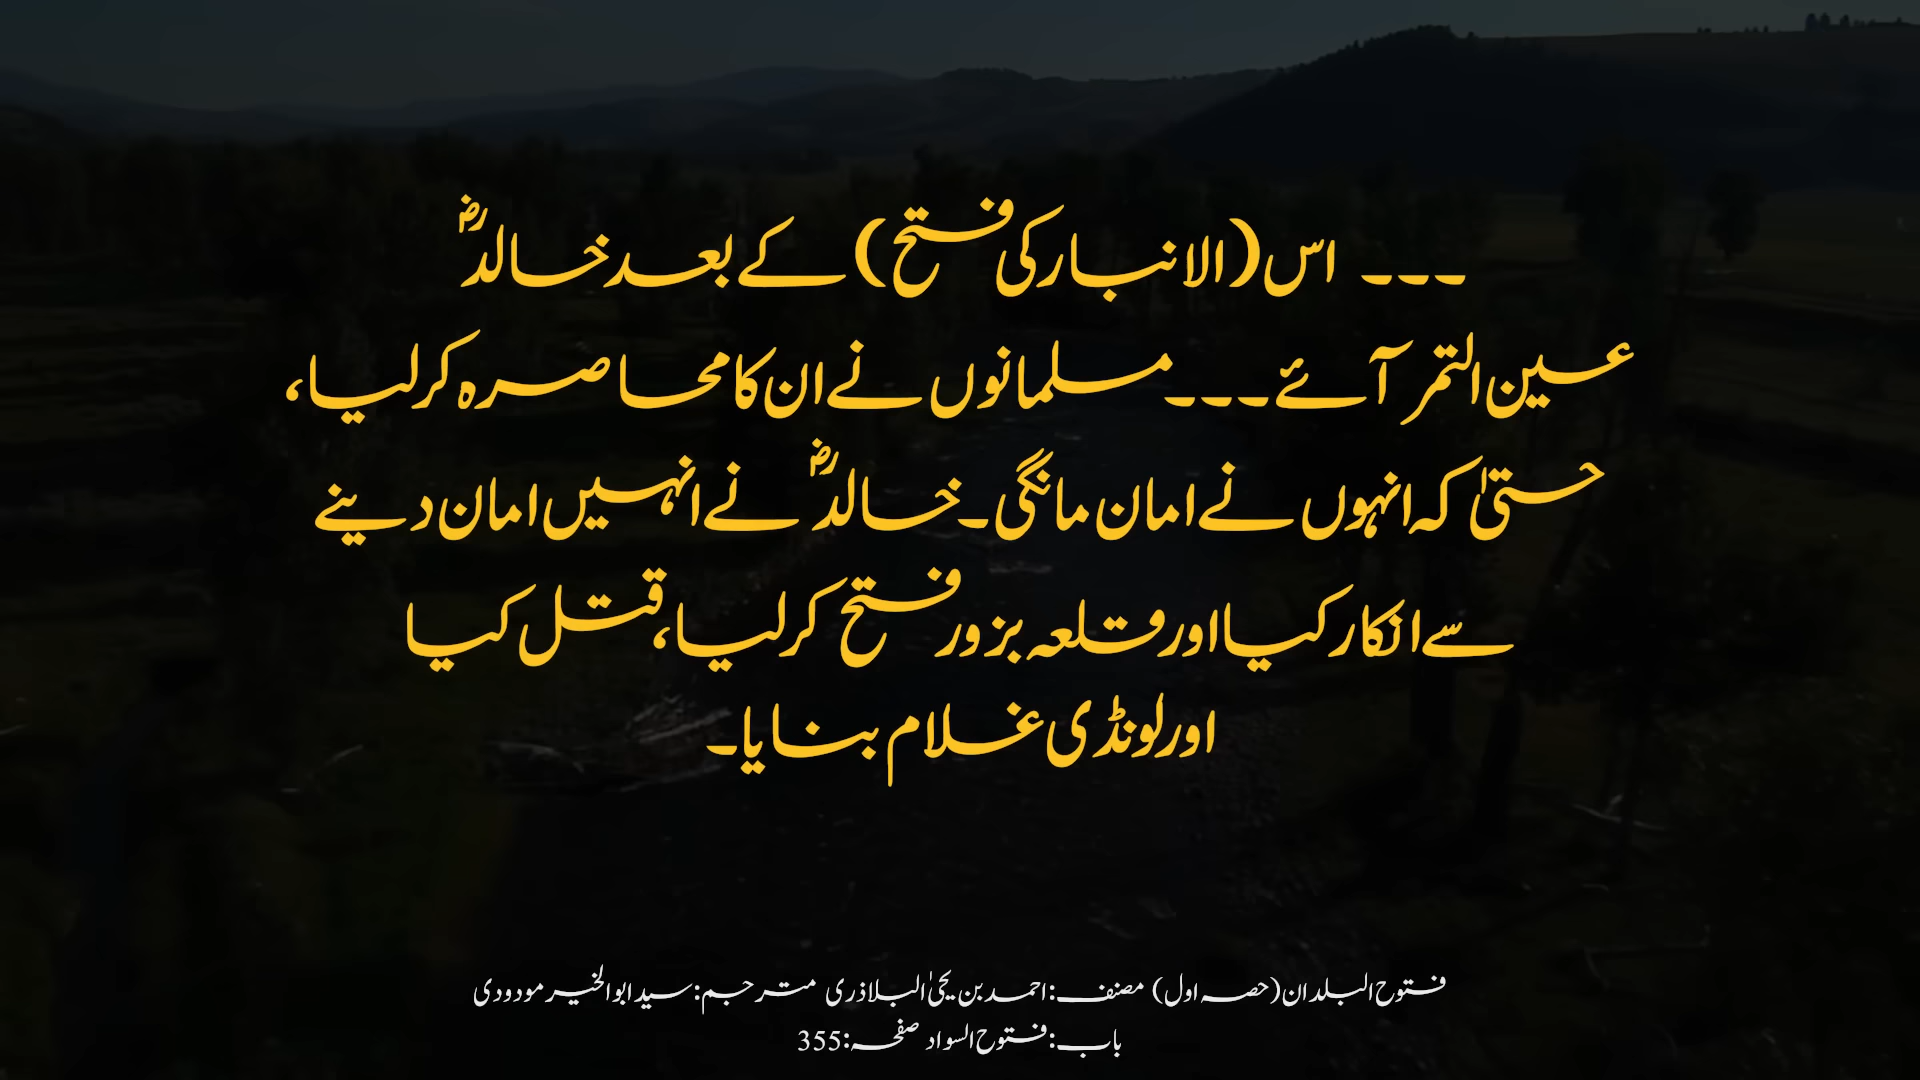 ۔۔۔ اس (الانبار کی فتح) کے بعد خالدؓ
عین التمر آئے۔۔۔ مسلمانوں نے ان کا محاصرہ کرلیا،
حتیٰ کہ انہوں نے امان مانگی۔ خالدؓ نے انہیں امان دینے
سے انکار کیا اور قلعہ بزور فتح کرلیا، قتل کیا
اور لونڈی غلام بنایا۔
فتوح البلدان (حصہ اول) مصنف: احمد بن یحییٰ البلاذری مترجم: سید ابوالخیر مودودی
باب: فتوح السواد صفحہ: 355